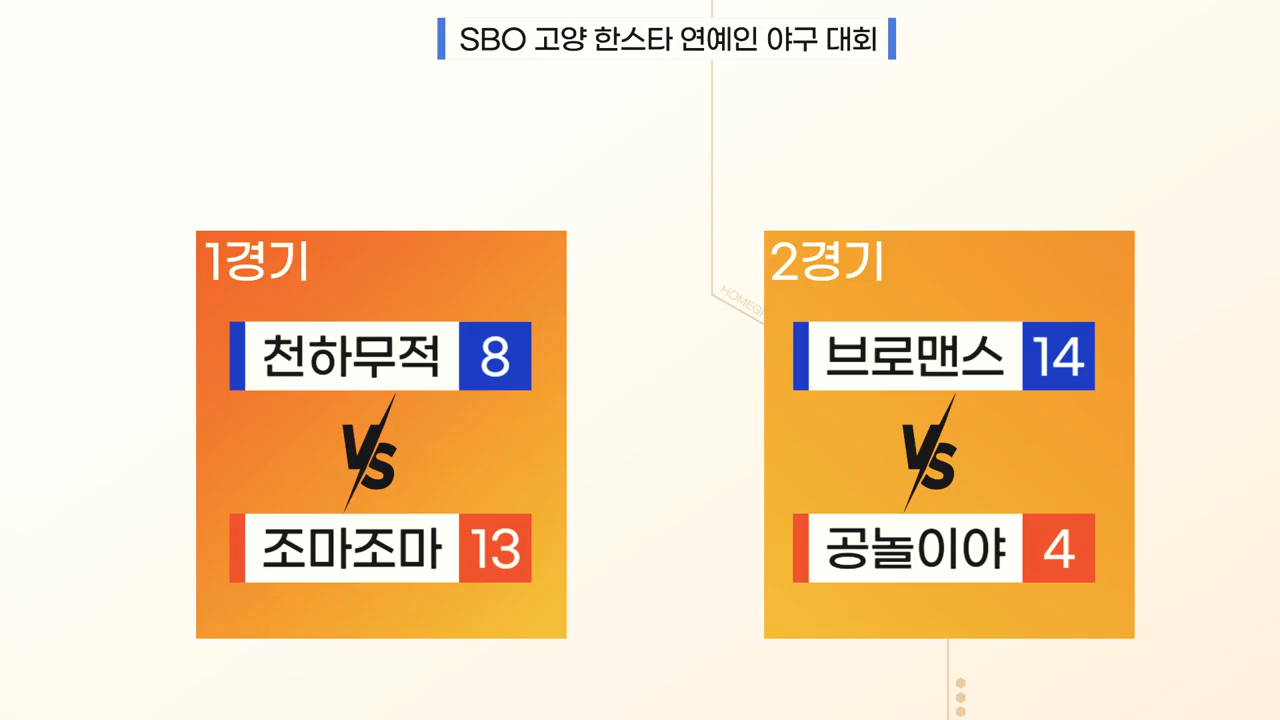 SBO 고양 한스타 연예인 야구 대회
1경기
천하무적 8
VS
조마조마 13
2경기
브로맨스 14
VS
공놀이야 4